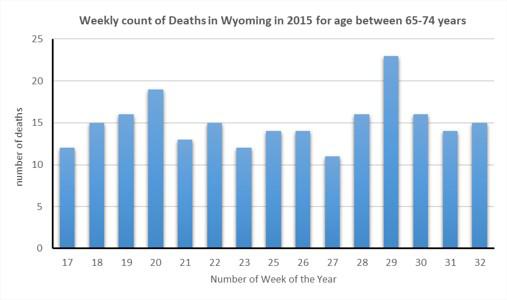 Weekly count of Deaths in Wyoming in 2015 for age between 65-74 years
25
20
15
10
5
0
number of deaths
17 18 19 20 21 22 23 25 26 27 28 29 30 31 32
Number of Week of the Year